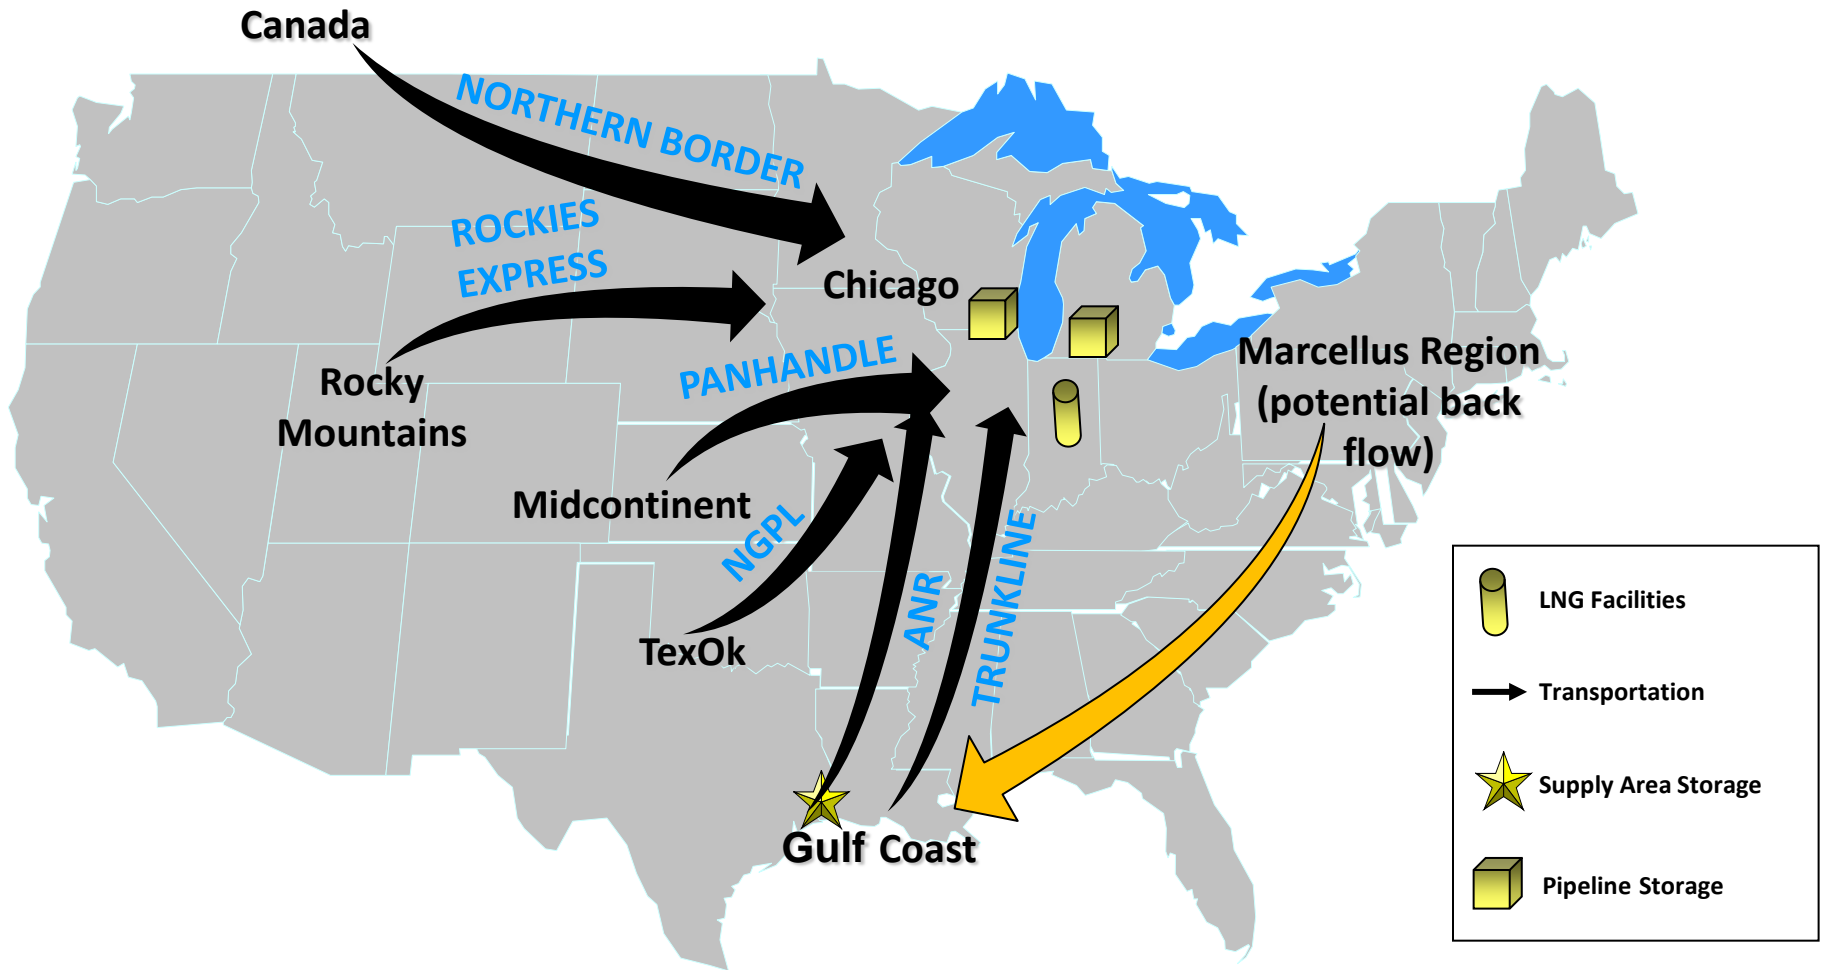 Canada
NORTHERN BORDER
ROCKIES
EXPRESS
Chicago
Rocky
Mountains
PANHANDLE
Marcellus Region
(potential back
flow)
Midcontinent
NGPL
TexOk
ANR
TRUNKLINE
Gulf Coast
LNG Facilities
Transportation
Supply Area Storage
Pipeline Storage